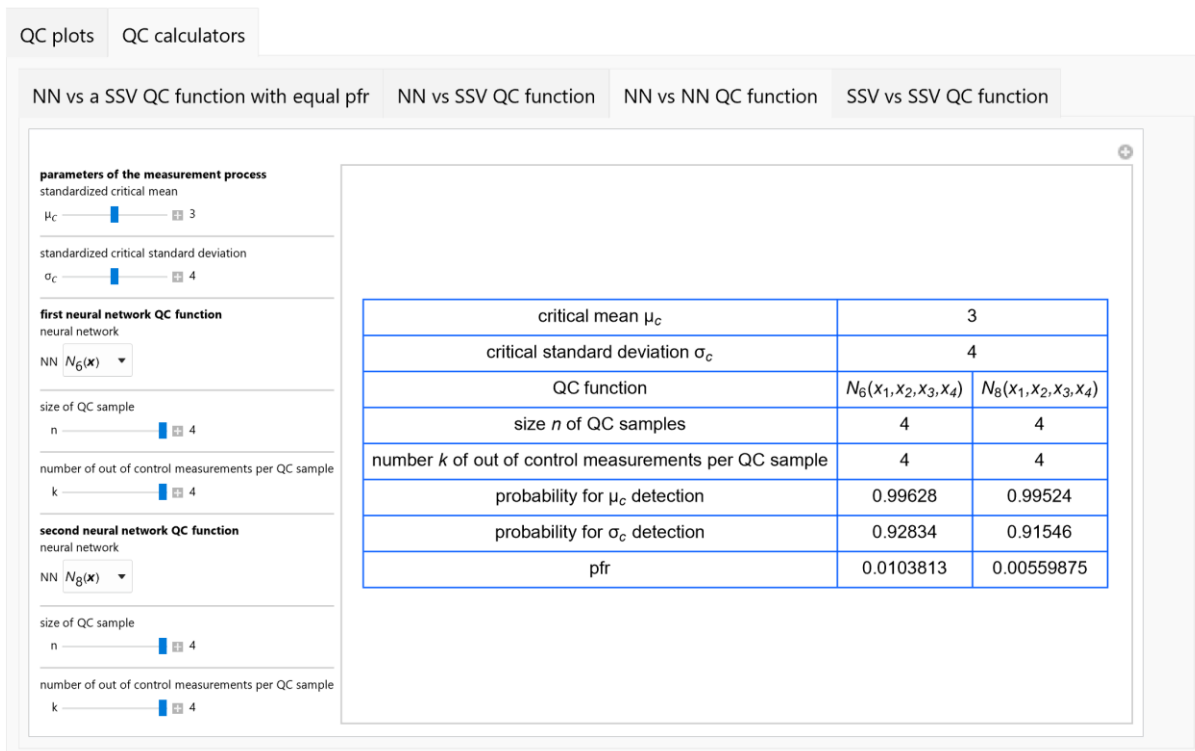 QC plots QC calculators
NN vs a SSV QC function with equal pfr NN vs SSV QC function NN vs NN QC function SSV vs SSV QC function
parameters of the measurement process
standardized critical mean
μc 3
standardized critical standard deviation
σc 4
first neural network QC function
neural network
NN N6(x)
size of QC sample
n 4
number of out of control measurements per QC sample
k 4
second neural network QC function
neural network
NN N8(x)
size of QC sample
n 4
number of out of control measurements per QC sample
k 4
critical mean μc 3
critical standard deviation σc 4
QC function N6(x1,x2,x3,x4) N8(x1,x2,x3,x4)
size n of QC samples 4 4
number k of out of control measurements per QC sample 4 4
probability for μc detection 0.99628 0.99524
probability for σc detection 0.92834 0.91546
pfr 0.0103813 0.00559875